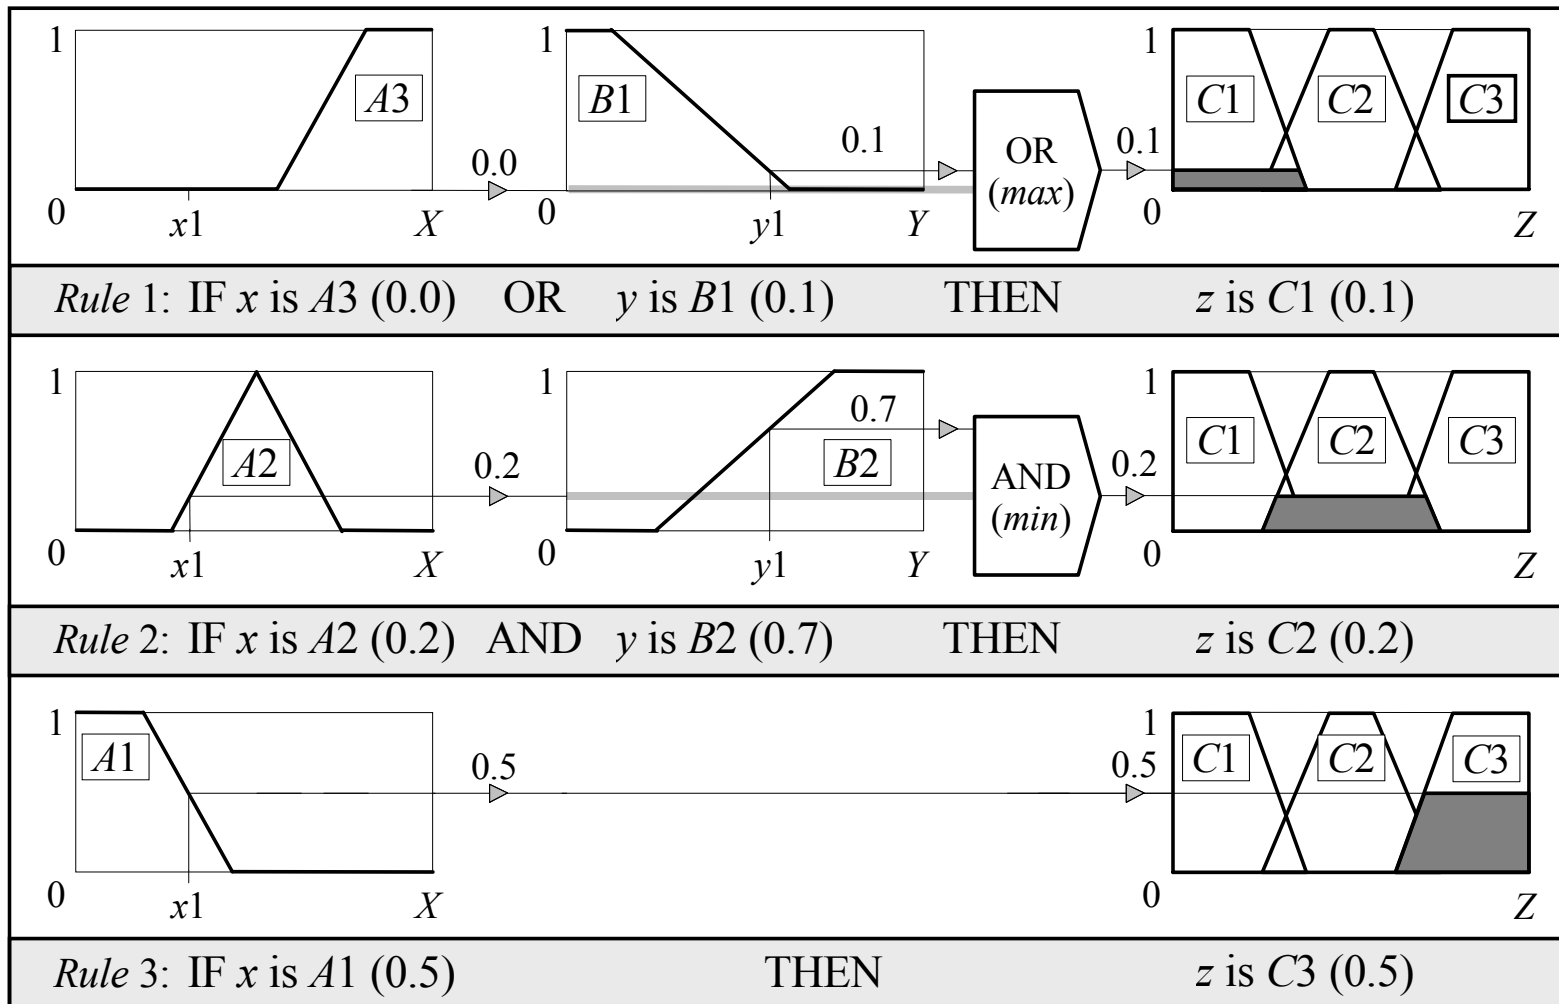 1 A3 1 B1 0.1 OR (max) 0.1 1 C1 C2 C3
0 x1 X 0.0 0 y1 Y 0 Z
Rule 1: IF x is A3 (0.0) OR y is B1 (0.1) THEN z is C1 (0.1)
1 A2 0.2 1 0.7 B2 AND (min) 0.2 1 C1 C2 C3
0 x1 X 0 y1 Y 0 Z
Rule 2: IF x is A2 (0.2) AND y is B2 (0.7) THEN z is C2 (0.2)
1 A1 0.5 1 0.5 C1 C2 C3
0 x1 X 0 Z
Rule 3: IF x is A1 (0.5) THEN z is C3 (0.5)